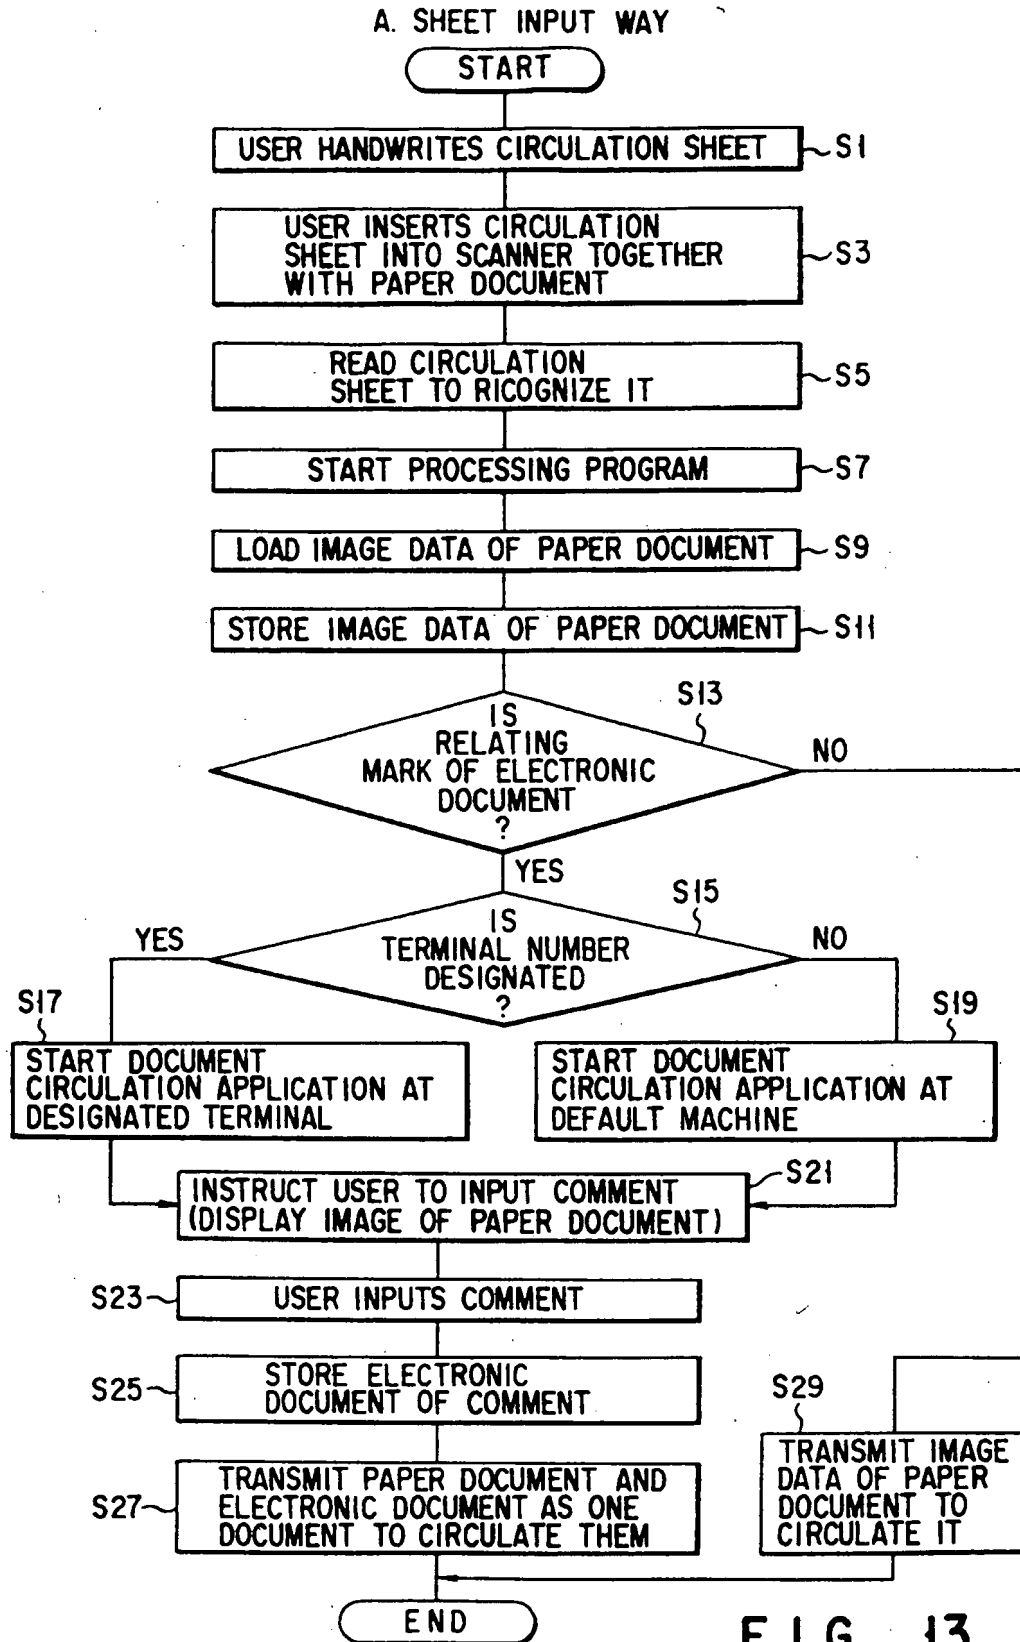 A. SHEET INPUT WAY
START
USER HANDWRITES CIRCULATION SHEET
S1
USER INSERTS CIRCULATION
SHEET INTO SCANNER TOGETHER
WITH PAPER DOCUMENT
S3
READ CIRCULATION
SHEET TO RICOGNIZE IT
S5
START PROCESSING PROGRAM
S7
LOAD IMAGE DATA OF PAPER DOCUMENT
S9
STORE IMAGE DATA OF PAPER DOCUMENT
S11
S13
IS
RELATING
MARK OF ELECTRONIC
DOCUMENT
?
NO
YES
S15
IS
TERMINAL NUMBER
DESIGNATED
?
YES
NO
S17
START DOCUMENT
CIRCULATION APPLICATION AT
DESIGNATED TERMINAL
S19
START DOCUMENT
CIRCULATION APPLICATION AT
DEFAULT MACHINE
S21
INSTRUCT USER TO INPUT COMMENT
(DISPLAY IMAGE OF PAPER DOCUMENT)
S23
USER INPUTS COMMENT
S25
STORE ELECTRONIC
DOCUMENT OF COMMENT
S27
TRANSMIT PAPER DOCUMENT AND
ELECTRONIC DOCUMENT AS ONE
DOCUMENT TO CIRCULATE THEM
S29
TRANSMIT IMAGE
DATA OF PAPER
DOCUMENT TO
CIRCULATE IT
END
FIG. 13